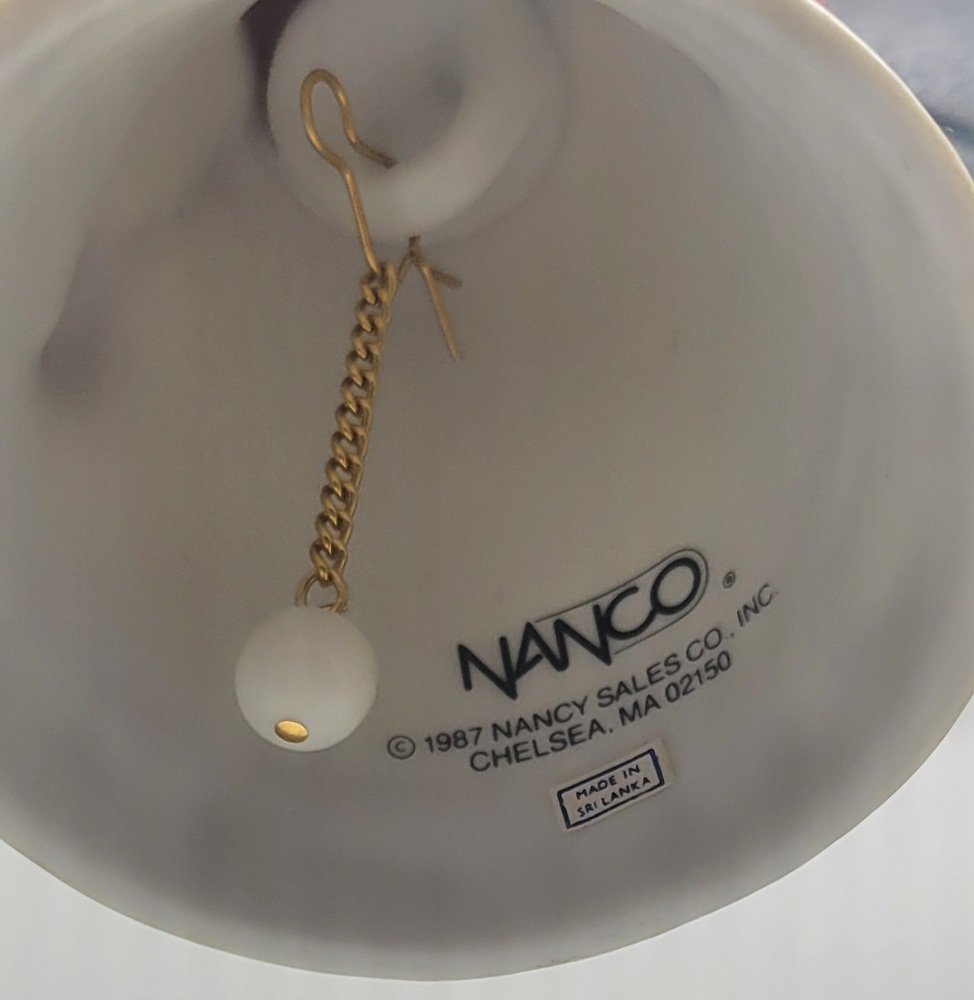 NANCO ®
© 1987 NANCY SALES CO., INC.
CHELSEA, MA 02150
MADE IN
SRI LANKA